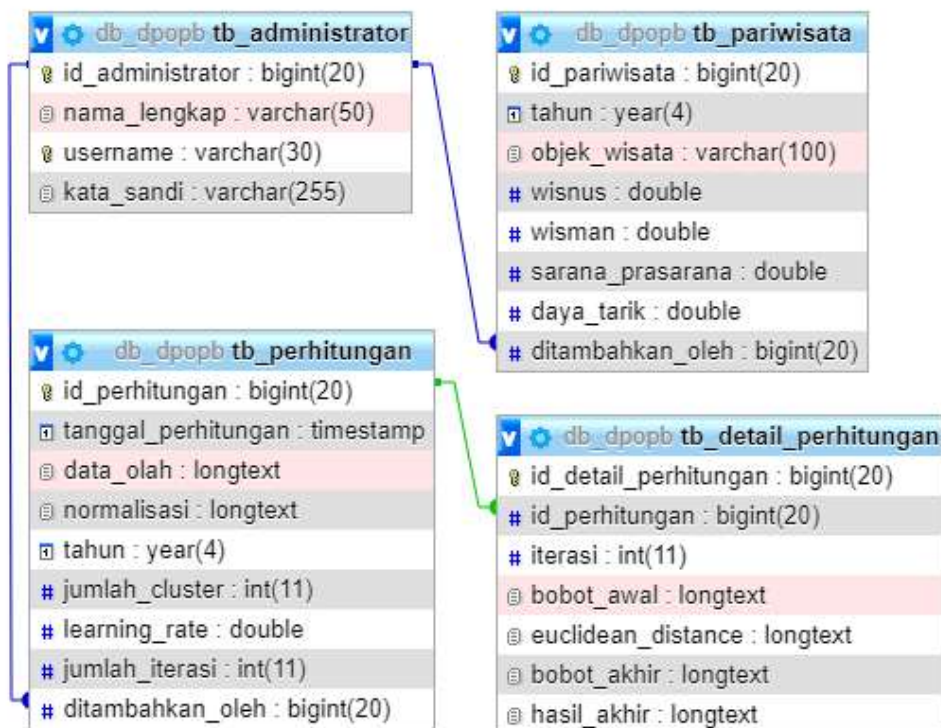 db_dpopb tb_administrator
id_administrator : bigint(20)
nama_lengkap : varchar(50)
username : varchar(30)
kata_sandi : varchar(255)
db_dpopb tb_pariwisata
id_pariwisata : bigint(20)
tahun : year(4)
objek_wisata : varchar(100)
# wisnus : double
# wisman : double
# sarana_prasarana : double
# daya_tarik : double
# ditambahkan_oleh : bigint(20)
db_dpopb tb_perhitungan
id_perhitungan : bigint(20)
tanggal_perhitungan : timestamp
data_olah : longtext
normalisasi : longtext
tahun : year(4)
# jumlah_cluster : int(11)
# learning_rate : double
# jumlah_iterasi : int(11)
# ditambahkan_oleh : bigint(20)
db_dpopb tb_detail_perhitungan
id_detail_perhitungan : bigint(20)
# id_perhitungan : bigint(20)
# iterasi : int(11)
bobot_awal : longtext
euclidean_distance : longtext
bobot_akhir : longtext
hasil_akhir : longtext